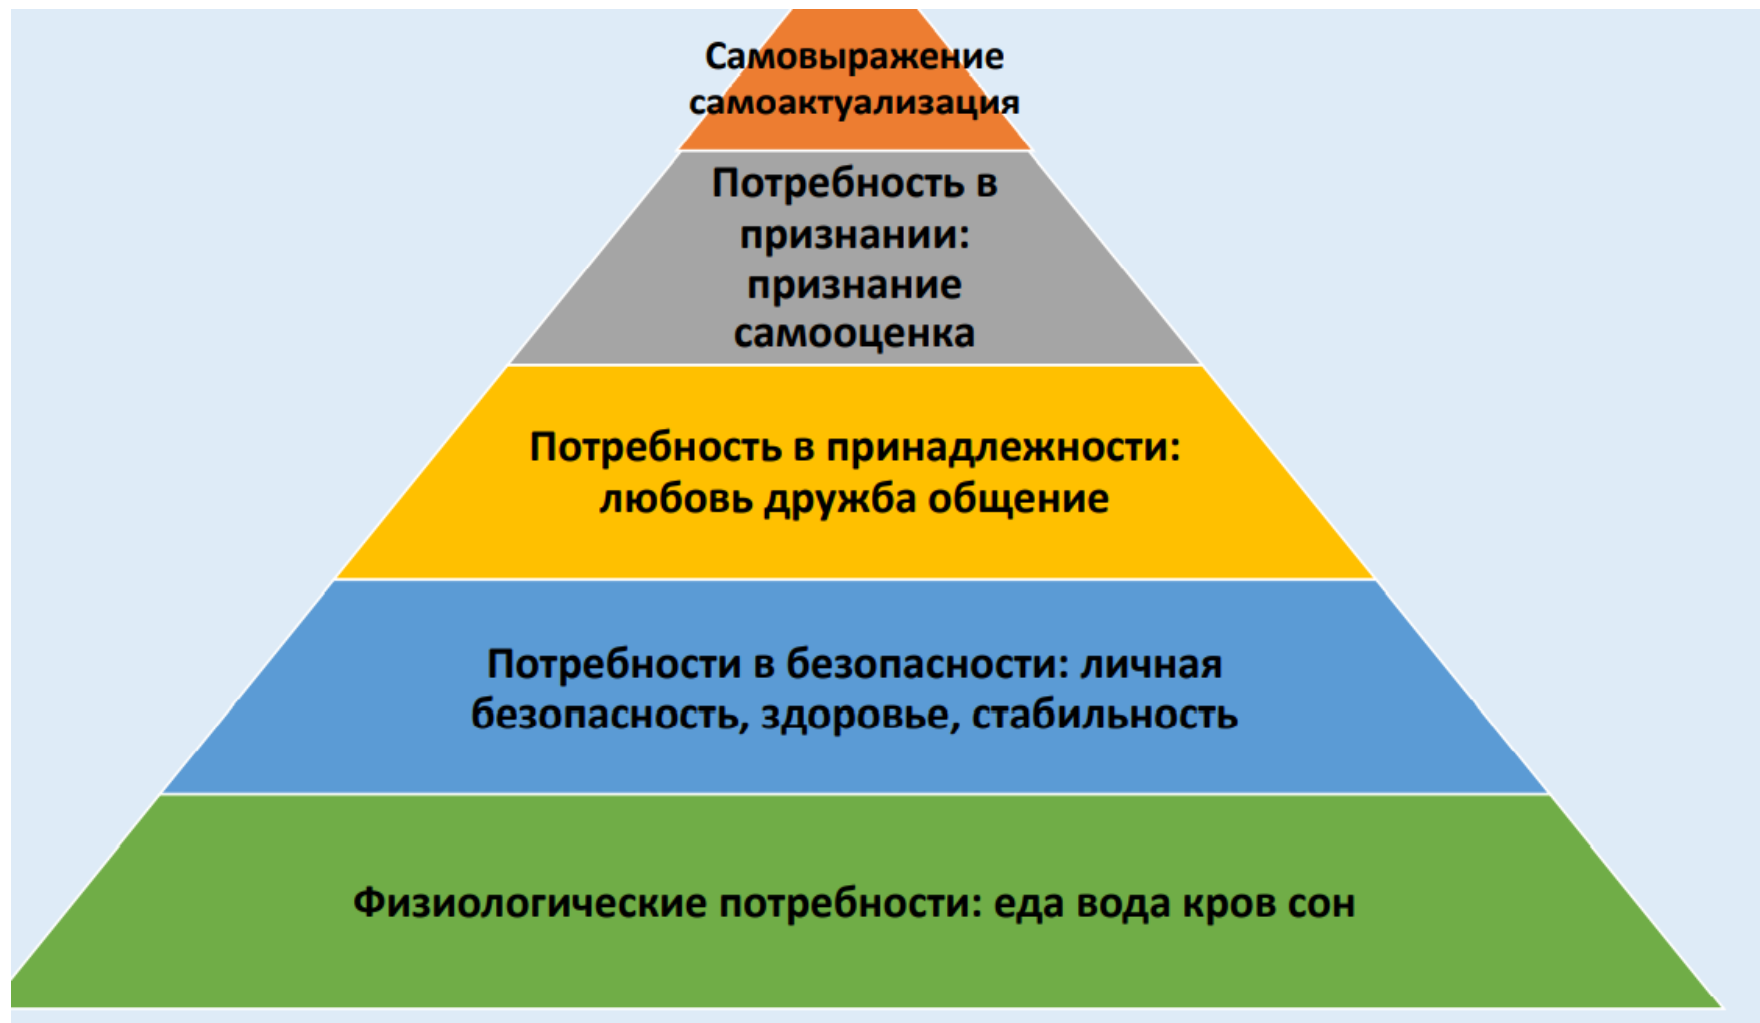 Самовыражение
самоактуализация
Потребность в
признании:
признание
самооценка
Потребность в принадлежности:
любовь дружба общение
Потребности в безопасности: личная
безопасность, здоровье, стабильность
Физиологические потребности: еда вода кров сон